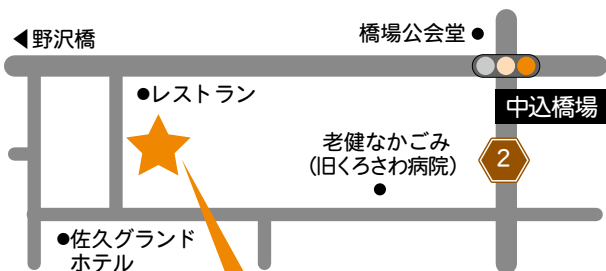 ◀野沢橋
橋場公会堂●
●レストラン
中込橋場
老健なかごみ
(旧くろさわ病院)
2
●佐久グランド
ホテル